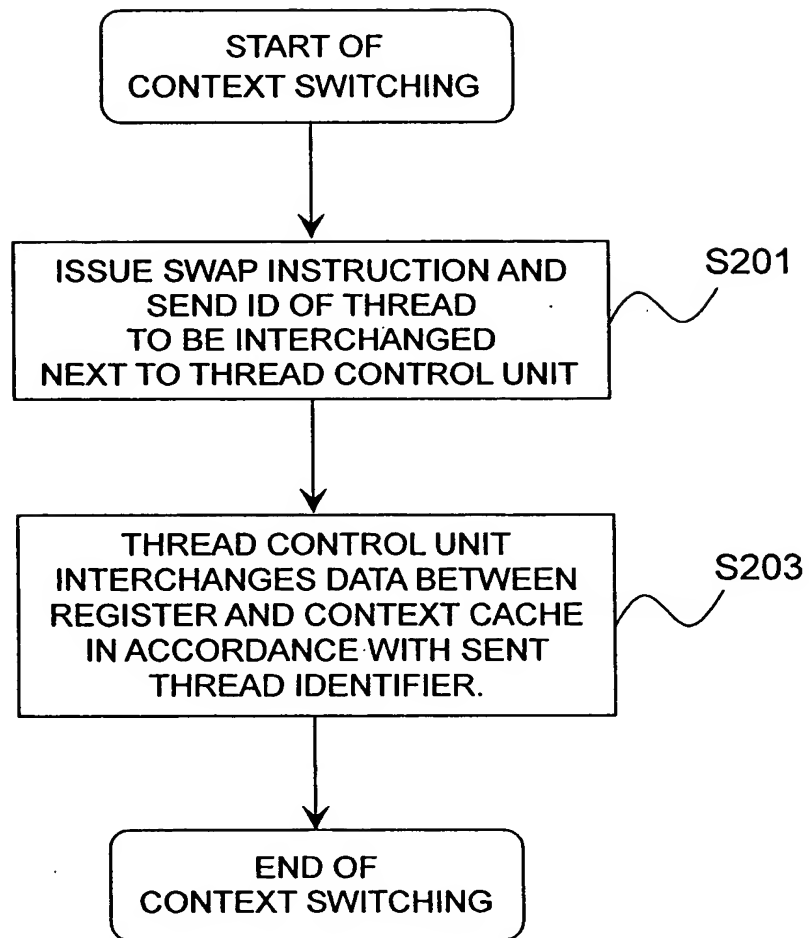 START OF
CONTEXT SWITCHING
ISSUE SWAP INSTRUCTION AND
SEND ID OF THREAD
TO BE INTERCHANGED
NEXT TO THREAD CONTROL UNIT
S201
THREAD CONTROL UNIT
INTERCHANGES DATA BETWEEN
REGISTER AND CONTEXT CACHE
IN ACCORDANCE WITH SENT
THREAD IDENTIFIER.
S203
END OF
CONTEXT SWITCHING